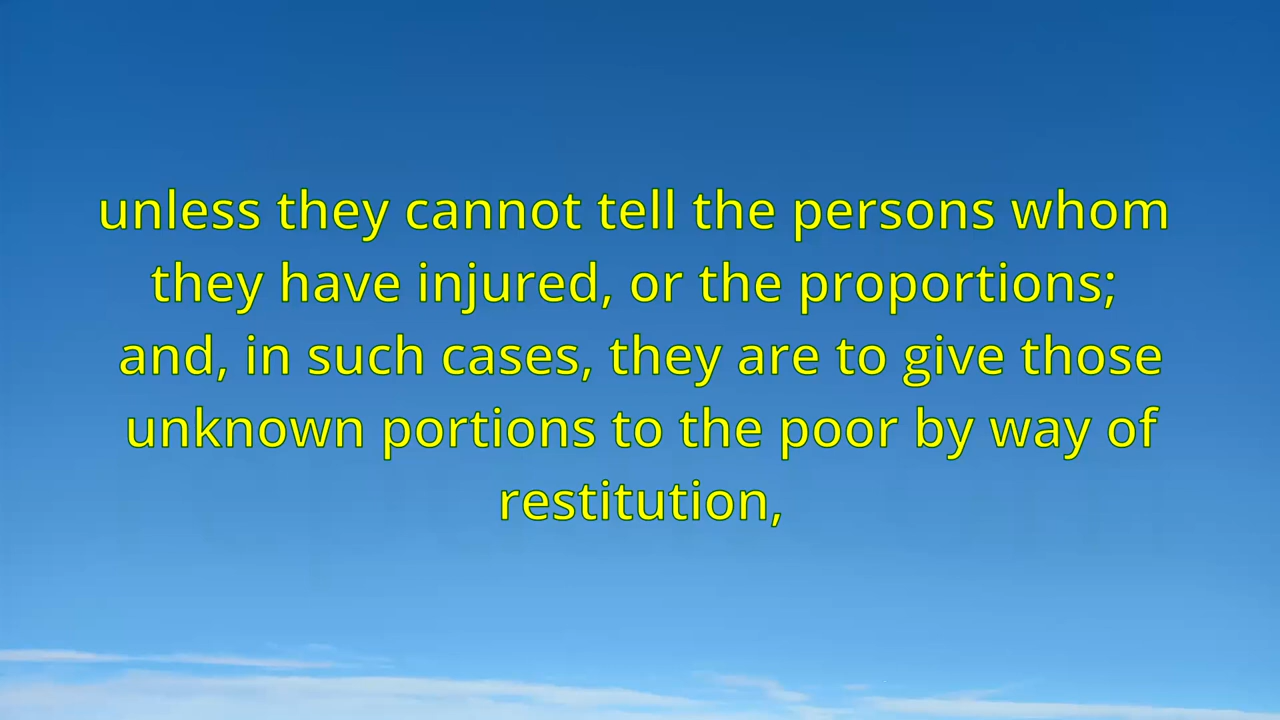 unless they cannot tell the persons whom
they have injured, or the proportions;
and, in such cases, they are to give those
unknown portions to the poor by way of
restitution,